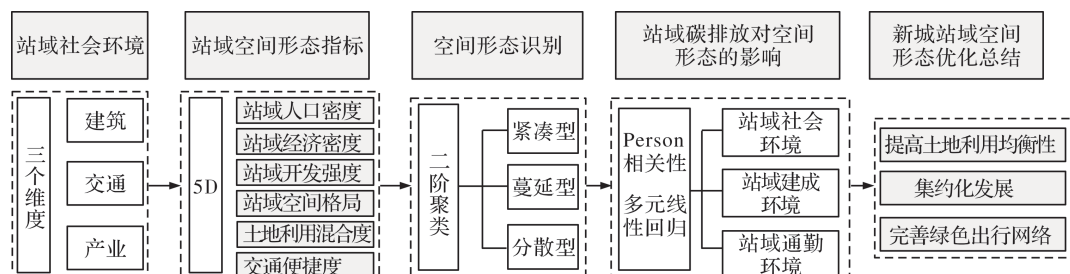 站域社会环境
站域空间形态指标
空间形态识别
站域碳排放对空间
形态的影响
新城站域空间
形态优化总结
三个维度
建筑
交通
产业
5D
站域人口密度
站域经济密度
站域开发强度
站域空间格局
土地利用混合度
交通便捷度
二阶聚类
紧凑型
蔓延型
分散型
Person
相关性
多元线
性回归
站域社会
环境
站域建成
环境
站域通勤
环境
提高土地利用均衡性
集约化发展
完善绿色出行网络